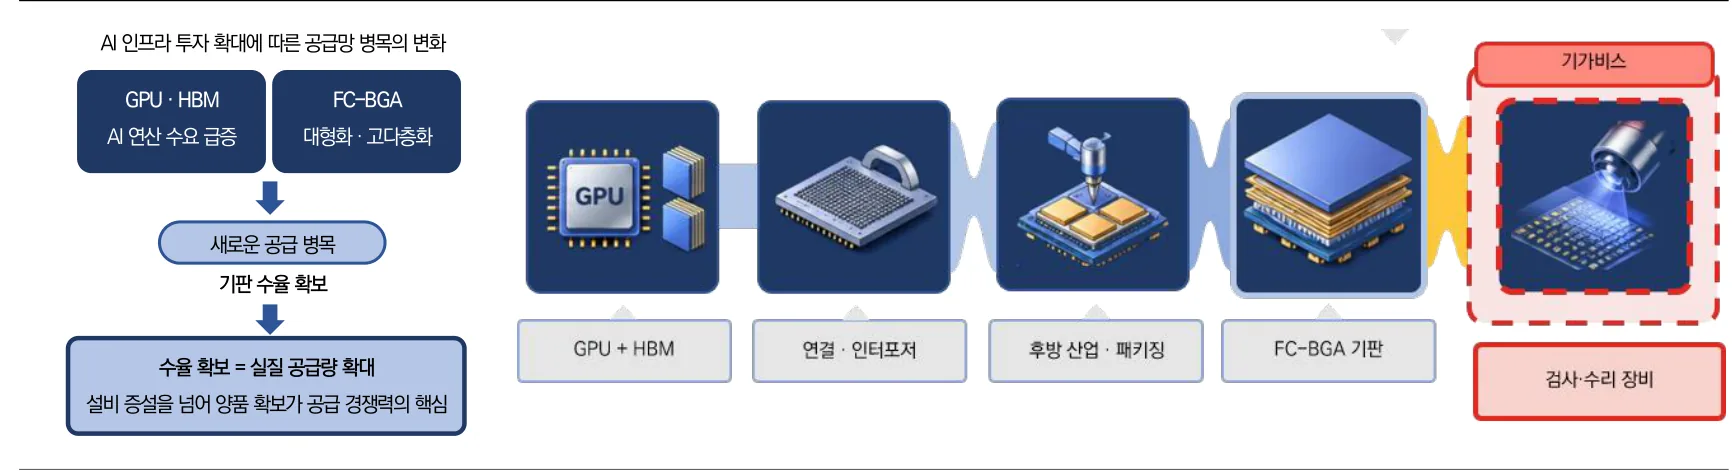 AI 인프라 투자 확대에 따른 공급망 병목의 변화
GPU · HBM
AI 연산 수요 급증
FC-BGA
대형화 · 고다층화
새로운 공급 병목
기판 수율 확보
수율 확보 = 실질 공급량 확대
설비 증설을 넘어 양품 확보가 공급 경쟁력의 핵심
GPU
GPU + HBM
연결 · 인터포저
후방 산업 · 패키징
FC-BGA 기판
기가비스
검사·수리 장비